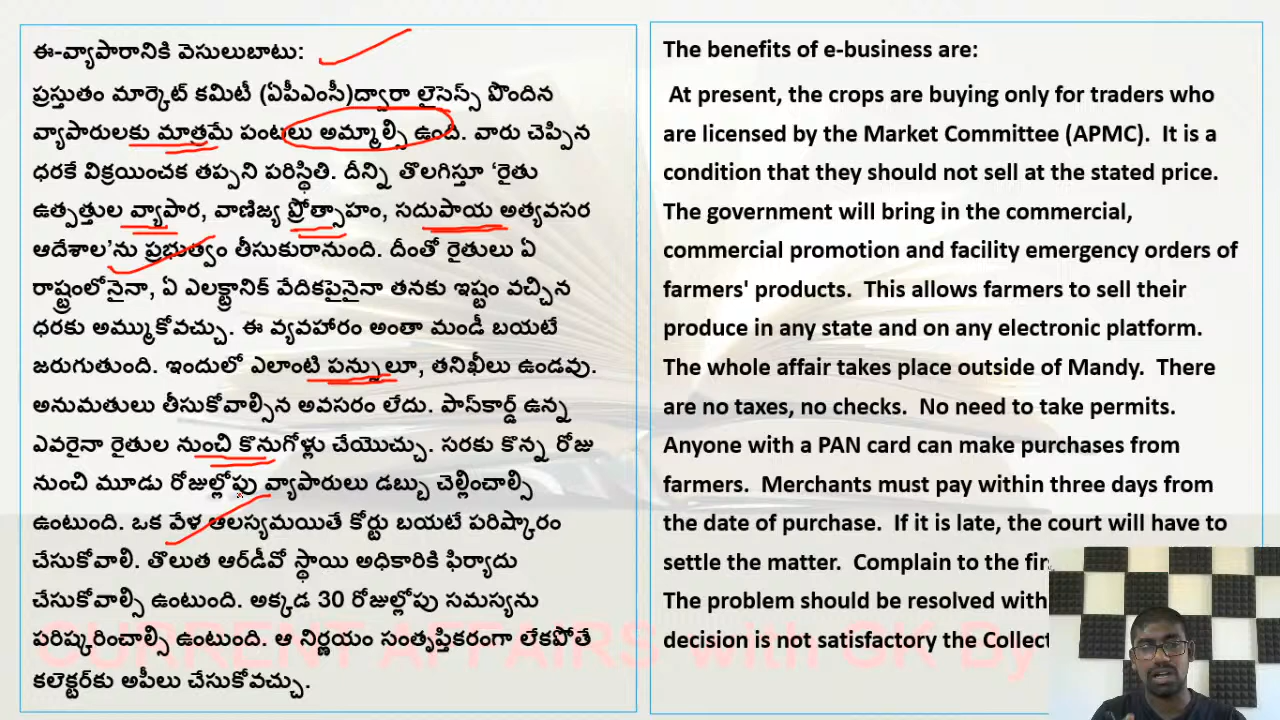 ఈ-వ్యాపారానికి వెసులుబాటు:
ప్రస్తుతం మార్కెట్ కమిటీ (ఏపీఎంసీ)ద్వారా లైసెన్స్ పొందిన
వ్యాపారులకు మాత్రమే పంటలు అమ్మాల్సి ఉంది. వారు చెప్పిన
ధరకే విక్రయించక తప్పని పరిస్థితి. దీన్ని తొలగిస్తూ 'రైతు
ఉత్పత్తుల వ్యాపార, వాణిజ్య ప్రోత్సాహం, సదుపాయ అత్యవసర
ఆదేశాల'ను ప్రభుత్వం తీసుకురానుంది. దీంతో రైతులు ఏ
రాష్ట్రంలోనైనా, ఏ ఎలక్ట్రానిక్ వేదికపైనైనా తనకు ఇష్టం వచ్చిన
ధరకు అమ్ముకోవచ్చు. ఈ వ్యవహారం అంతా మండీ బయటే
జరుగుతుంది. ఇందులో ఎలాంటి పన్నులూ, తనిఖీలు ఉండవు.
అనుమతులు తీసుకోవాల్సిన అవసరం లేదు. పాన్‌కార్డ్ ఉన్న
ఎవరైనా రైతుల నుంచి కొనుగోళ్లు చేయొచ్చు. సరకు కొన్న రోజు
నుంచి మూడు రోజుల్లోపు వ్యాపారులు డబ్బు చెల్లించాల్సి
ఉంటుంది. ఒక వేళ ఆలస్యమయితే కోర్టు బయటే పరిష్కారం
చేసుకోవాలి. తొలుత ఆర్‌డీవో స్థాయి అధికారికి ఫిర్యాదు
చేసుకోవాల్సి ఉంటుంది. అక్కడ 30 రోజుల్లోపు సమస్యను
పరిష్కరించాల్సి ఉంటుంది. ఆ నిర్ణయం సంతృప్తికరంగా లేకపోతే
కలెక్టర్‌కు అపీలు చేసుకోవచ్చు.
The benefits of e-business are:
At present, the crops are buying only for traders who
are licensed by the Market Committee (APMC). It is a
condition that they should not sell at the stated price.
The government will bring in the commercial,
commercial promotion and facility emergency orders of
farmers' products. This allows farmers to sell their
produce in any state and on any electronic platform.
The whole affair takes place outside of Mandy. There
are no taxes, no checks. No need to take permits.
Anyone with a PAN card can make purchases from
farmers. Merchants must pay within three days from
the date of purchase. If it is late, the court will have to
settle the matter. Complain to the
The problem should be resolved
decision is not satisfactory the
CURRENT AFFAIRS with GK By